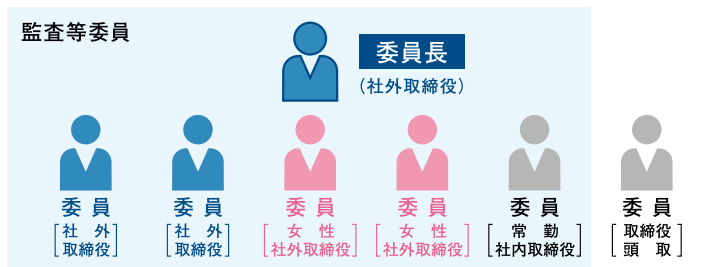 監査等委員
委員長
（社外取締役）
委員 委員 委員 委員 委員 委員
[社外 [社外 [女性 [女性 [常勤 [取締役
取締役] 取締役] 社外取締役] 社外取締役] 社内取締役] 頭取]